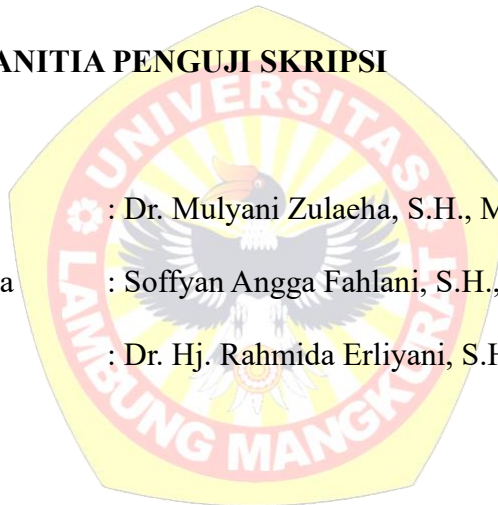 ANITIA PENGUJI SKRIPSI
: Dr. Mulyani Zulaeha, S.H., M
a : Soffyan Angga Fahlani, S.H.,
: Dr. Hj. Rahmida Erliyani, S.H
UNIVERSITAS
LAMBUNG MANGKURAT